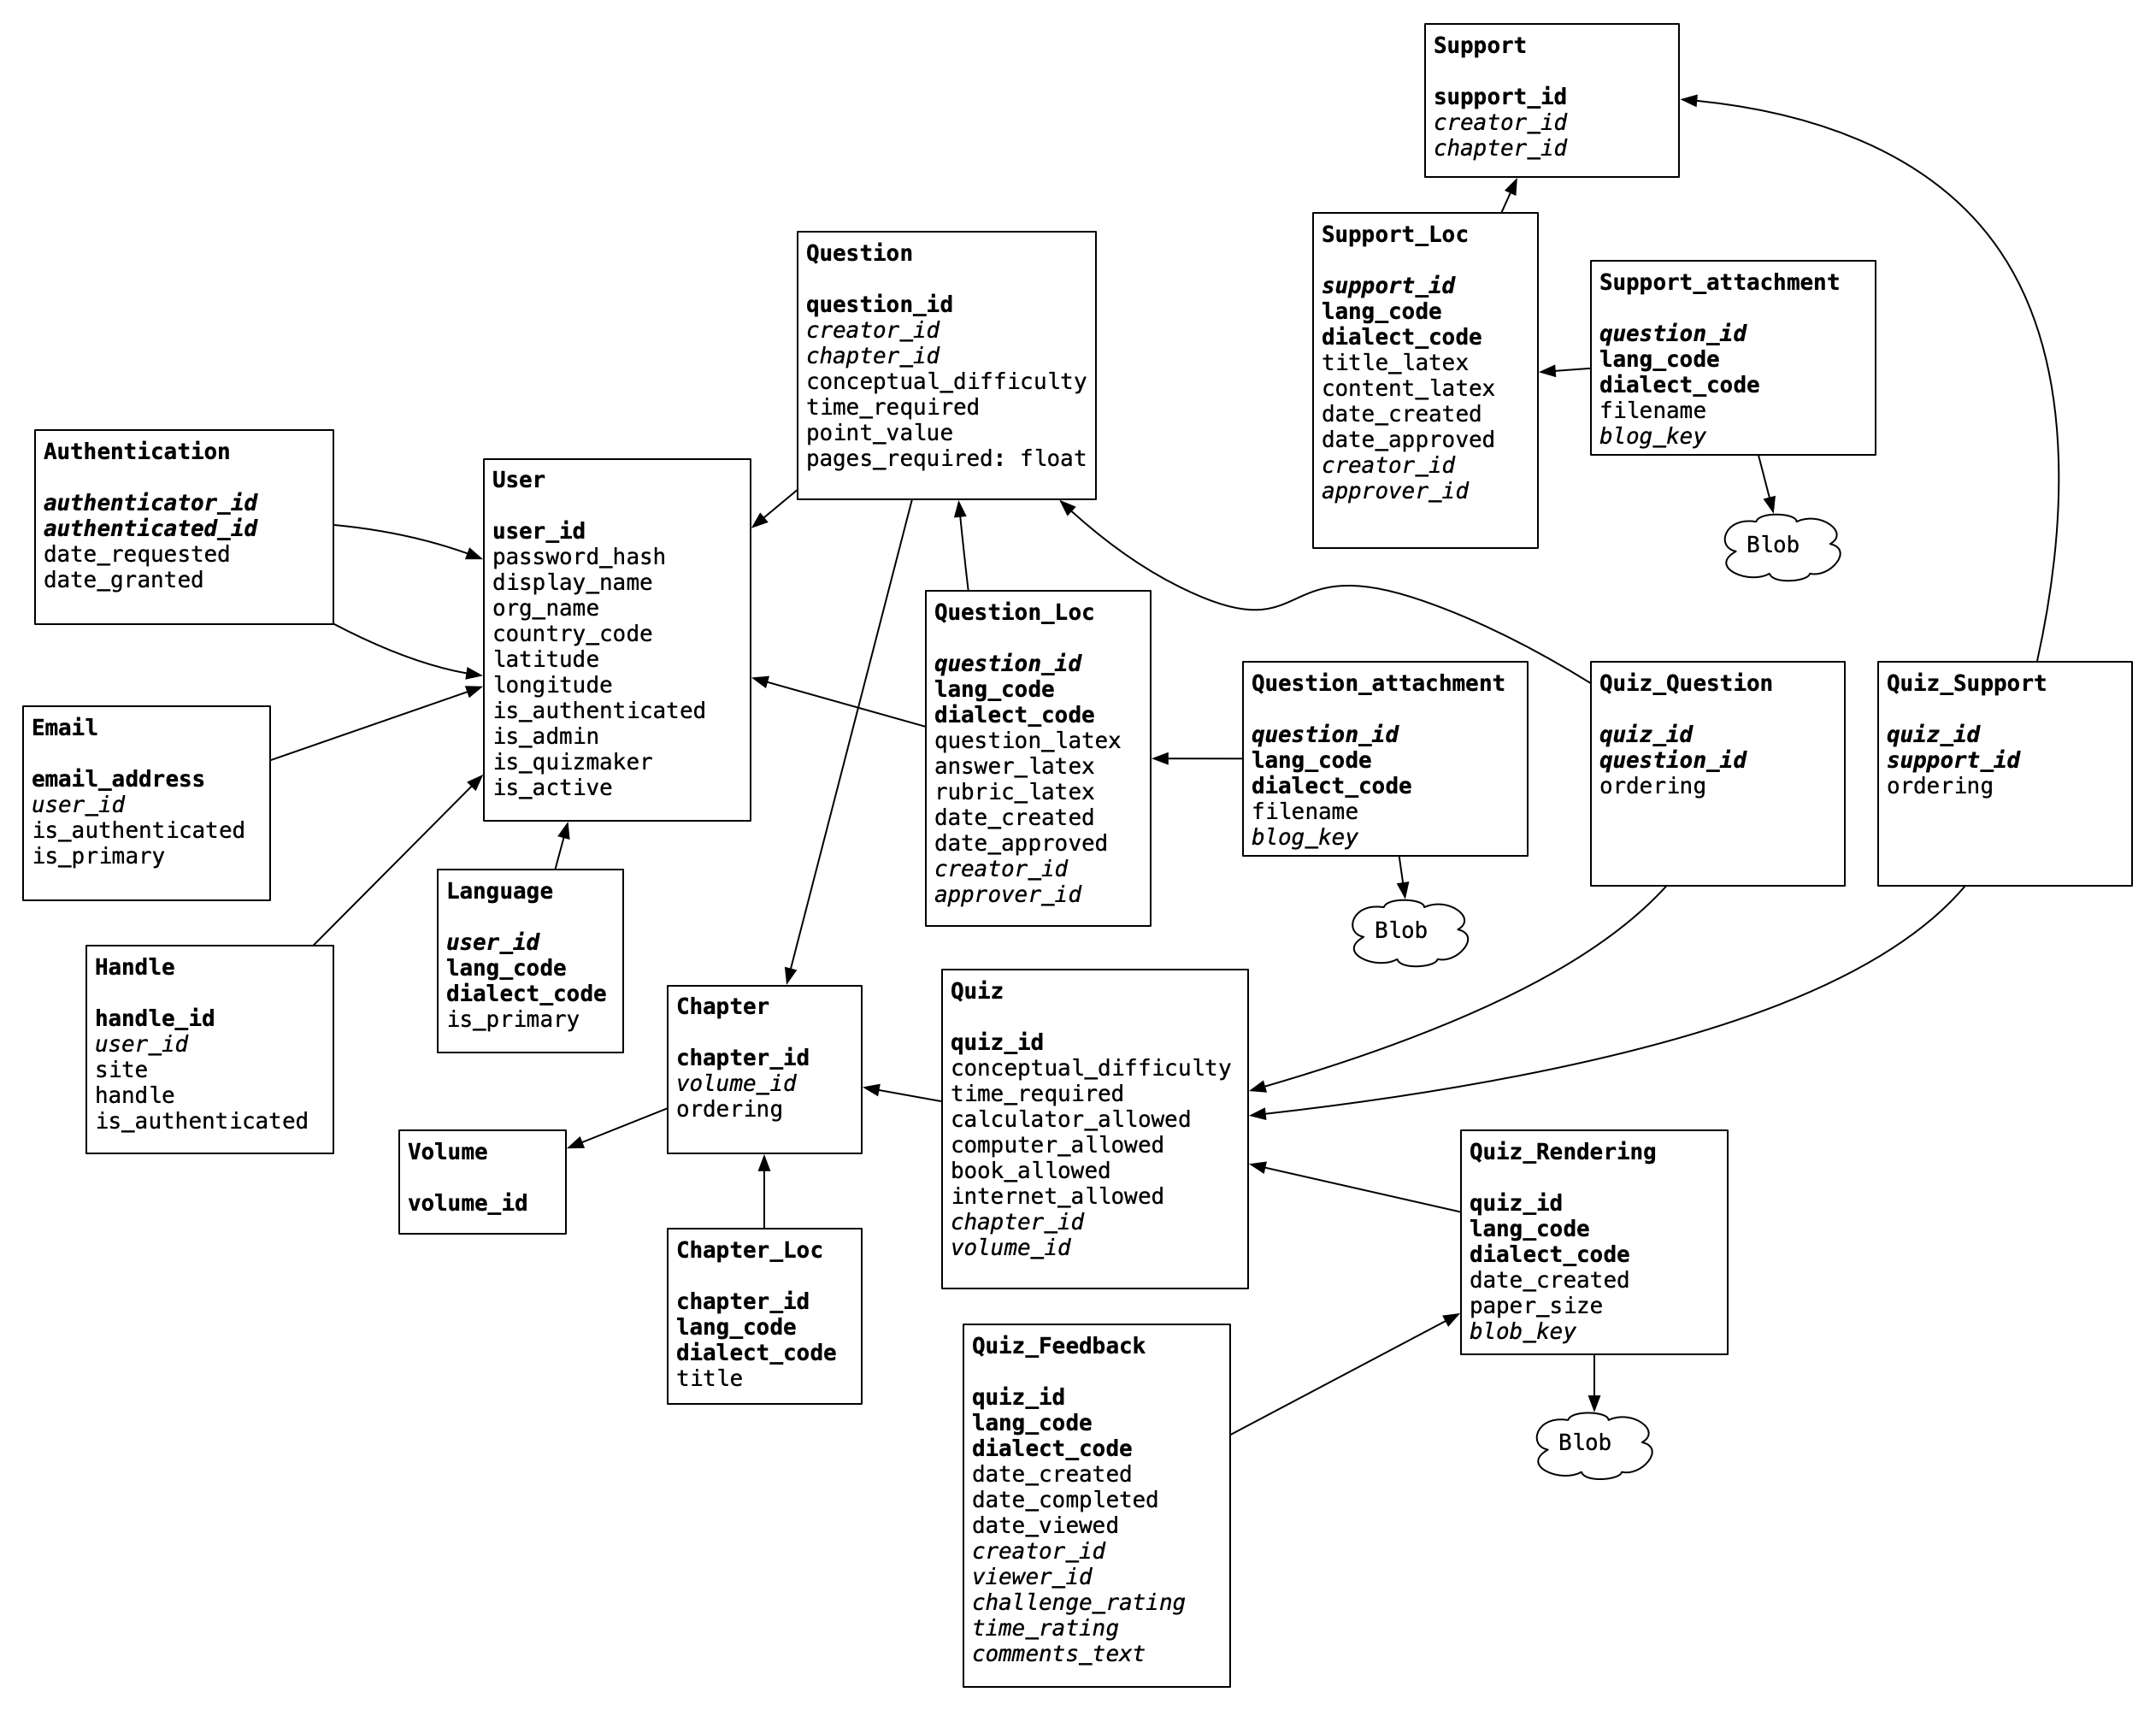 Support
support_id
creator_id
chapter_id
Support_Loc
support_id
lang_code
dialect_code
title_latex
content_latex
date_created
date_approved
creator_id
approver_id
Support_attachment
question_id
lang_code
dialect_code
filename
blog_key
Blob
Question
question_id
creator_id
chapter_id
conceptual_difficulty
time_required
point_value
pages_required: float
Authentication
authenticator_id
authenticated_id
date_requested
date_granted
User
user_id
password_hash
display_name
org_name
country_code
latitude
longitude
is_authenticated
is_admin
is_quizmaker
is_active
Question_Loc
question_id
lang_code
dialect_code
question_latex
answer_latex
rubric_latex
date_created
date_approved
creator_id
approver_id
Question_attachment
question_id
lang_code
dialect_code
filename
blog_key
Blob
Quiz_Question
quiz_id
question_id
ordering
Quiz_Support
quiz_id
support_id
ordering
Email
email_address
user_id
is_authenticated
is_primary
Handle
handle_id
user_id
site
handle
is_authenticated
Language
user_id
lang_code
dialect_code
is_primary
Chapter
chapter_id
volume_id
ordering
Volume
volume_id
Chapter_Loc
chapter_id
lang_code
dialect_code
title
Quiz
quiz_id
conceptual_difficulty
time_required
calculator_allowed
computer_allowed
book_allowed
internet_allowed
chapter_id
volume_id
Quiz_Rendering
quiz_id
lang_code
dialect_code
date_created
paper_size
blob_key
Blob
Quiz_Feedback
quiz_id
lang_code
dialect_code
date_created
date_completed
date_viewed
creator_id
viewer_id
challenge_rating
time_rating
comments_text